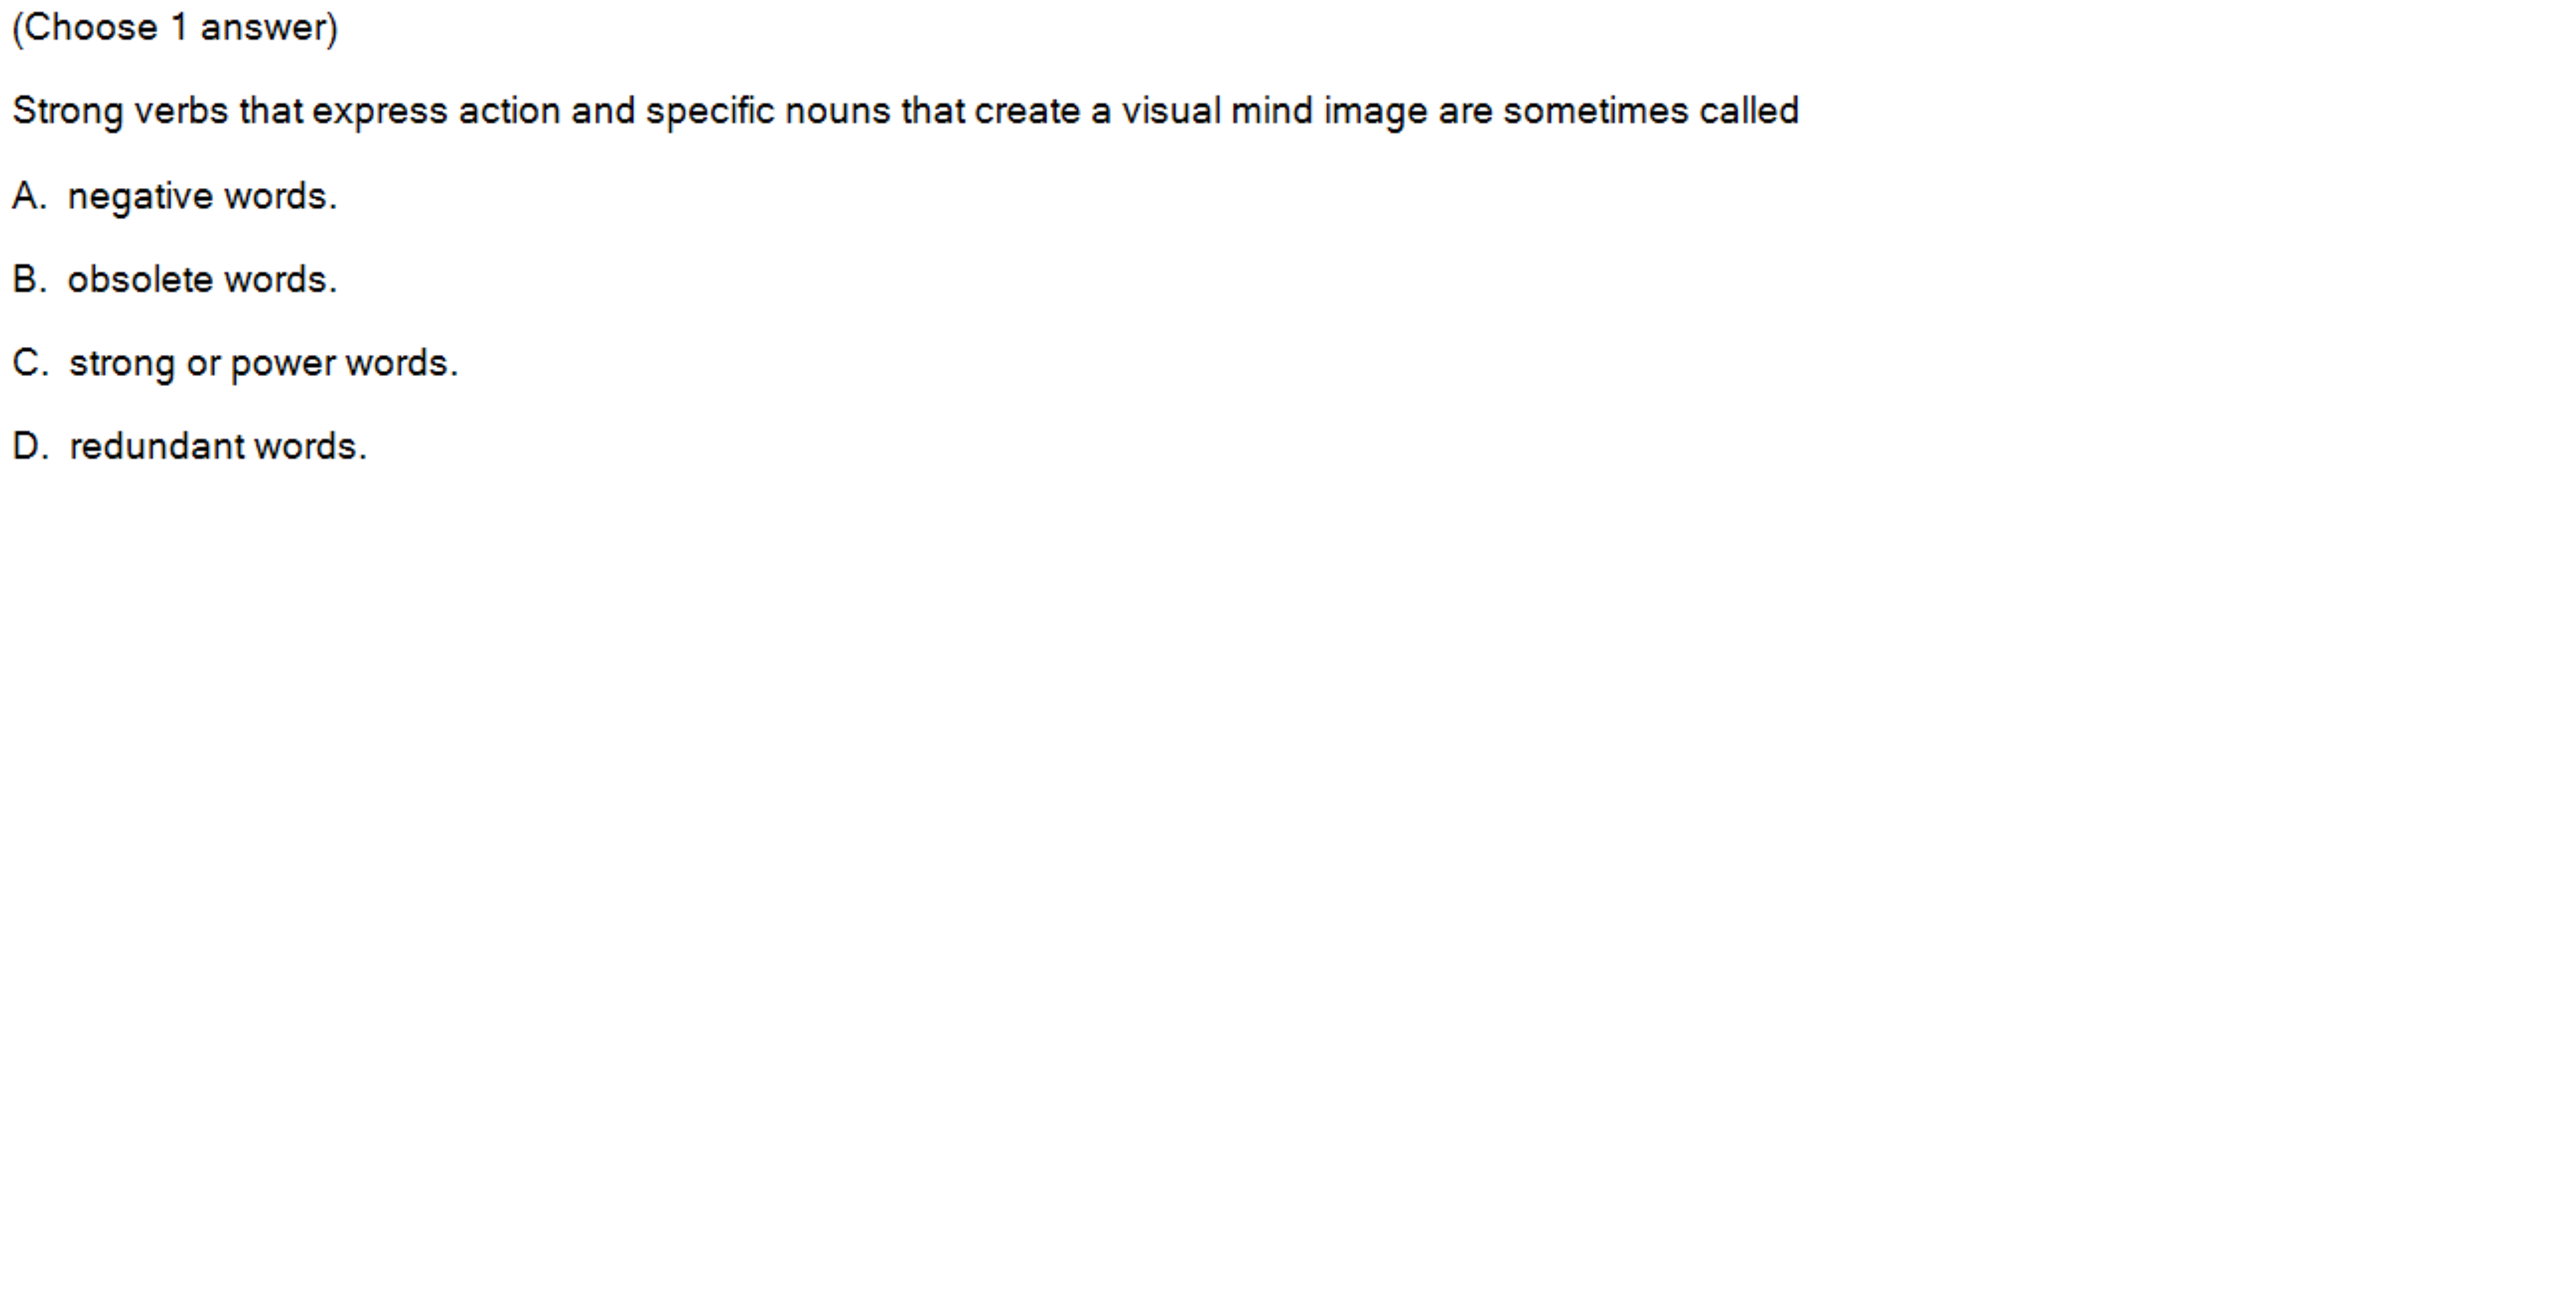 (Choose 1 answer)
Strong verbs that express action and specific nouns that create a visual mind image are sometimes called
A. negative words.
B. obsolete words.
C. strong or power words.
D. redundant words.